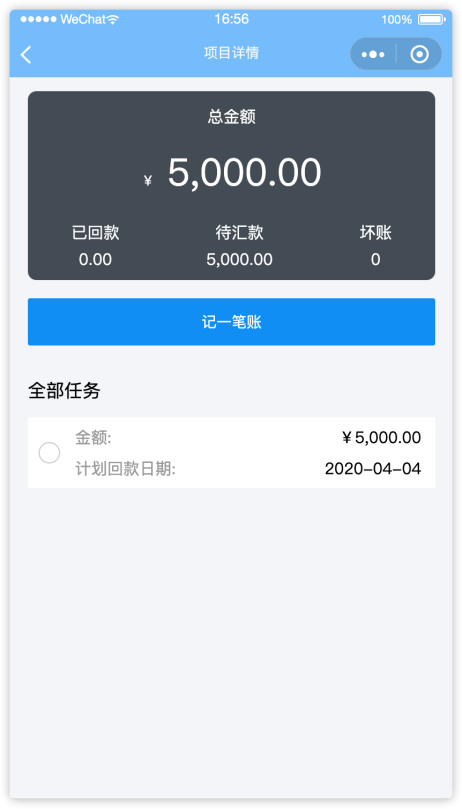 WeChat 16:56 100%
项目详情
总金额
¥ 5,000.00
已回款 待汇款 坏账
0.00 5,000.00 0
记一笔账
全部任务
金额: ¥5,000.00
计划回款日期: 2020-04-04